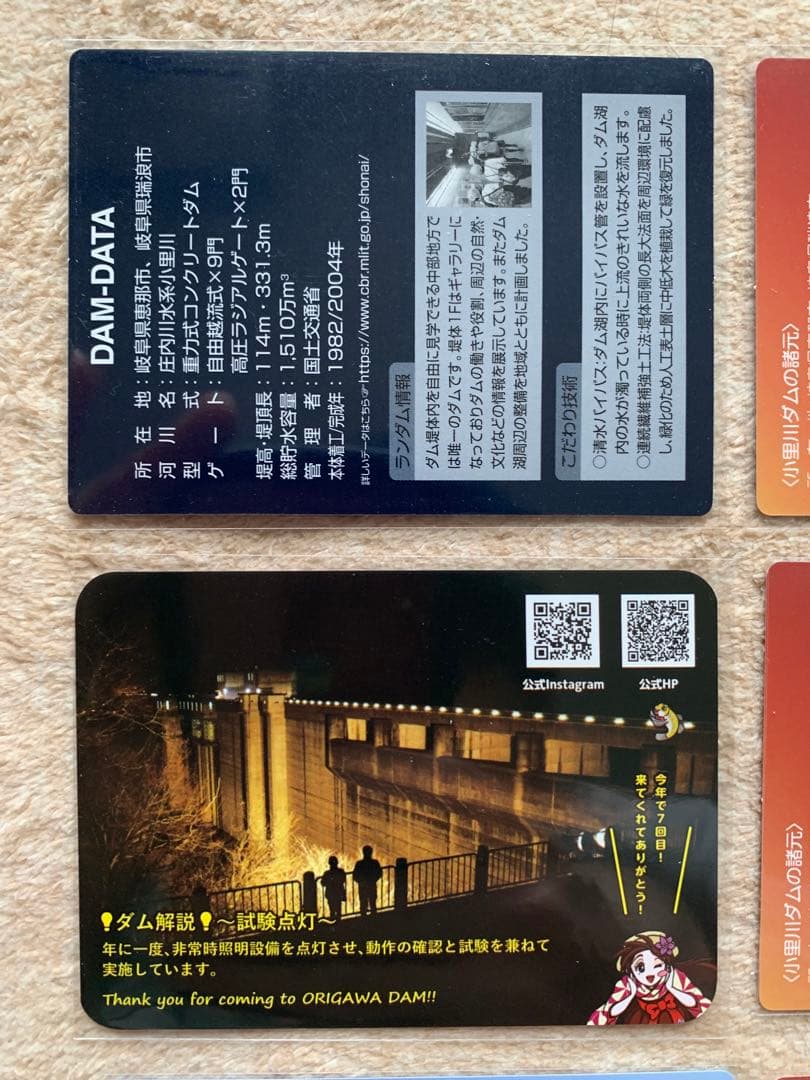 DAM-DATA
所在地：岐阜県恵那市、岐阜県瑞浪市
河川名：庄内川水系小里川
型式：重力式コンクリートダム
ゲート：自由越流式×9門
高圧ラジアルゲート×2門
堤高・堤頂長：114m・331.3m
総貯水容量：1,510万m³
管理者：国土交通省
本体着工/完成年：1982/2004年
詳しいデータはこちら☞https://www.cbr.mlit.go.jp/shonai/
ランダム情報
ダム堤体内を自由に見学できる中部地方で
は唯一のダムです。堤体1Fはギャラリーに
なっておりダムの働きや役割、周辺の自然・
文化などの情報を展示しています。またダム
湖周辺の整備を地域とともに計画しました。
こだわり技術
○清水バイパス：ダム湖内にバイパス管を設置し、ダム湖
内の水が濁っている時に上流のきれいな水を流します。
○連続繊維補強土工法：堤体両側の長大法面を周辺環境に配慮
し、緑化のため人工表土層に中低木を植栽して緑を復元しました。
〈小里川ダムの諸元〉
公式Instagram
公式HP
今年で7回目！
来てくれてありがとう！
ダム解説
～試験点灯～
年に一度、非常時照明設備を点灯させ、動作の確認と試験を兼ねて
実施しています。
Thank you for coming to ORIGAWA DAM!!
〈小里川ダムの諸元〉